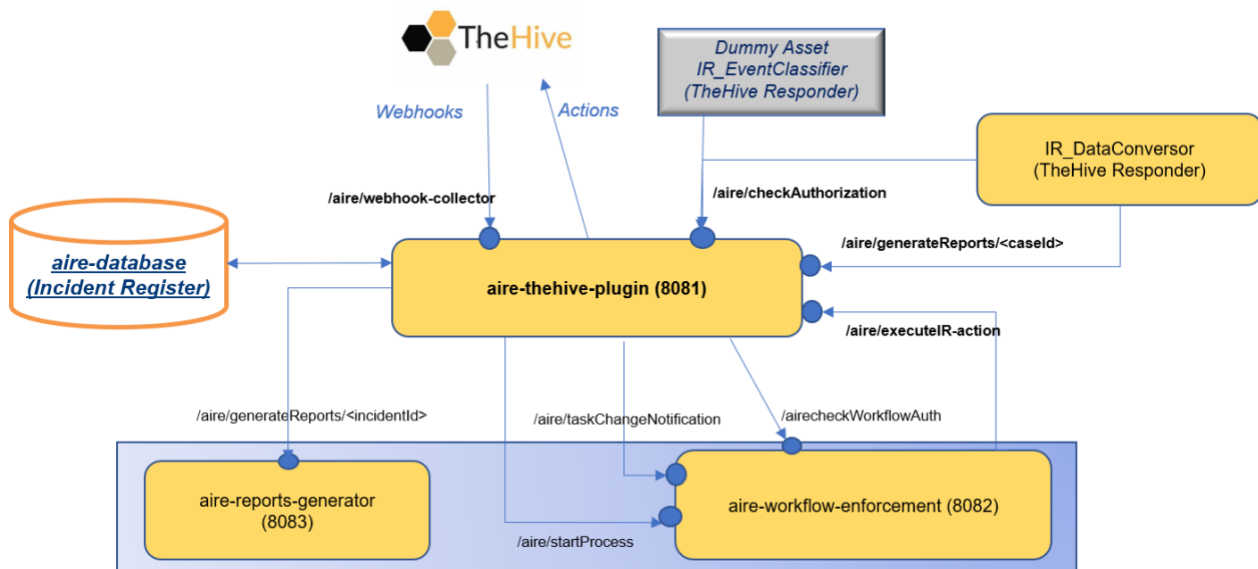 TheHive
Dummy Asset
IR_EventClassifier
(TheHive Responder)
Webhooks
Actions
IR_DataConversor
(TheHive Responder)
/aire/webhook-collector
/aire/checkAuthorization
/aire/generateReports/<caseId>
aire-database
(Incident Register)
aire-thehive-plugin (8081)
/aire/executeIR-action
/aire/generateReports/<incidentId>
/aire/taskChangeNotification
/airecheckWorkflowAuth
aire-reports-generator
(8083)
aire-workflow-enforcement (8082)
/aire/startProcess